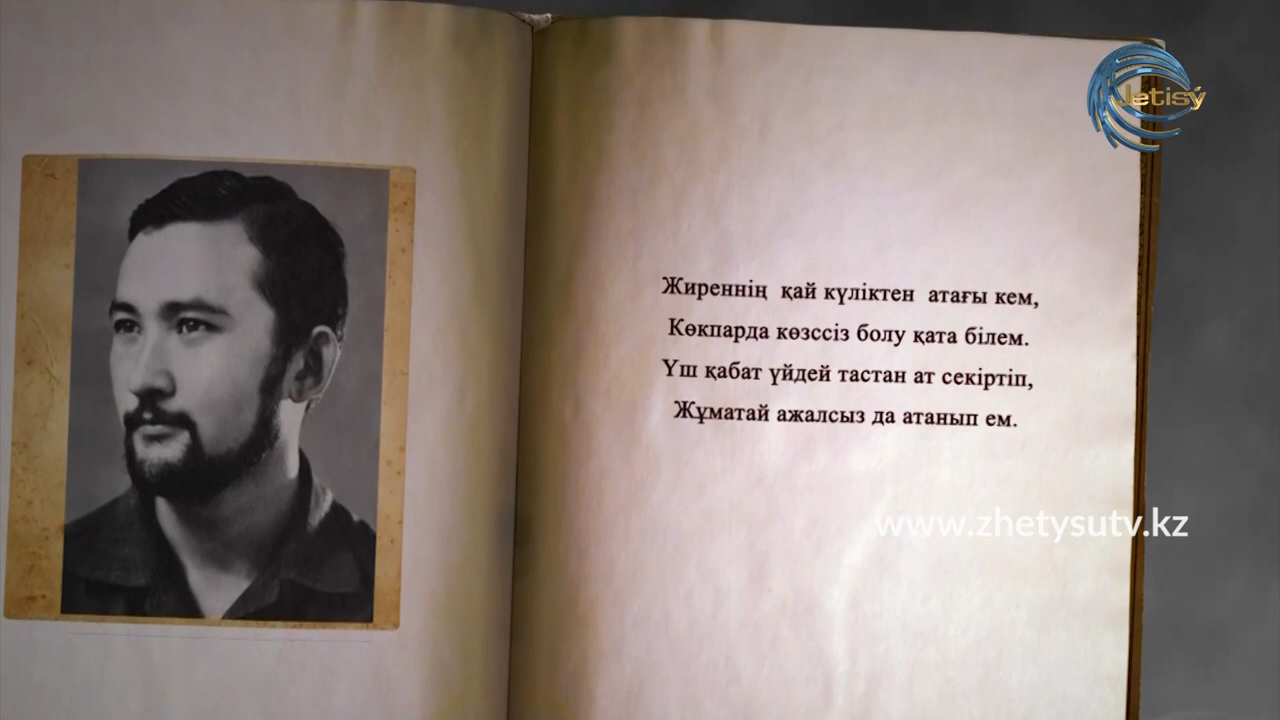 Jetisý
Жиреннің қай күліктен атағы кем,
Көкпарда көзссіз болу қата білем.
Үш қабат үйдей тастан ат секіртіп,
Жұматай ажалсыз да атанып ем.
www.zhetysutv.kz